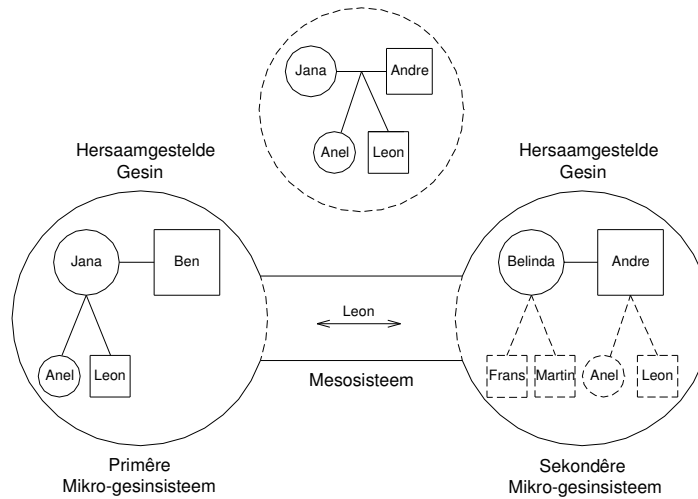 Jana
Andre
Anel
Leon
Hersaamgestelde
Gesin
Jana
Ben
Anel
Leon
Primêre
Mikro-gesinsisteem
Leon
Mesosisteem
Hersaamgestelde
Gesin
Belinda
Andre
Frans
Martin
Anel
Leon
Sekondêre
Mikro-gesinsisteem